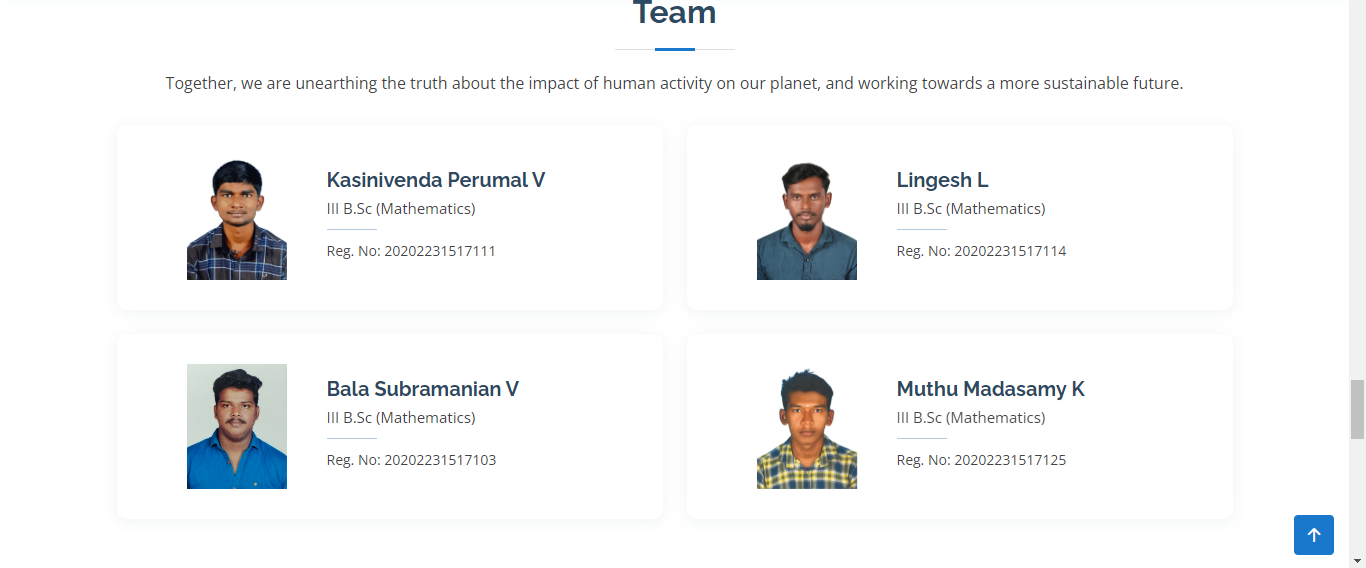 Team
Together, we are unearthing the truth about the impact of human activity on our planet, and working towards a more sustainable future.
Kasinivenda Perumal V
III B.Sc (Mathematics)
Reg. No: 20202231517111
Lingesh L
III B.Sc (Mathematics)
Reg. No: 20202231517114
Bala Subramanian V
III B.Sc (Mathematics)
Reg. No: 20202231517103
Muthu Madasamy K
III B.Sc (Mathematics)
Reg. No: 20202231517125